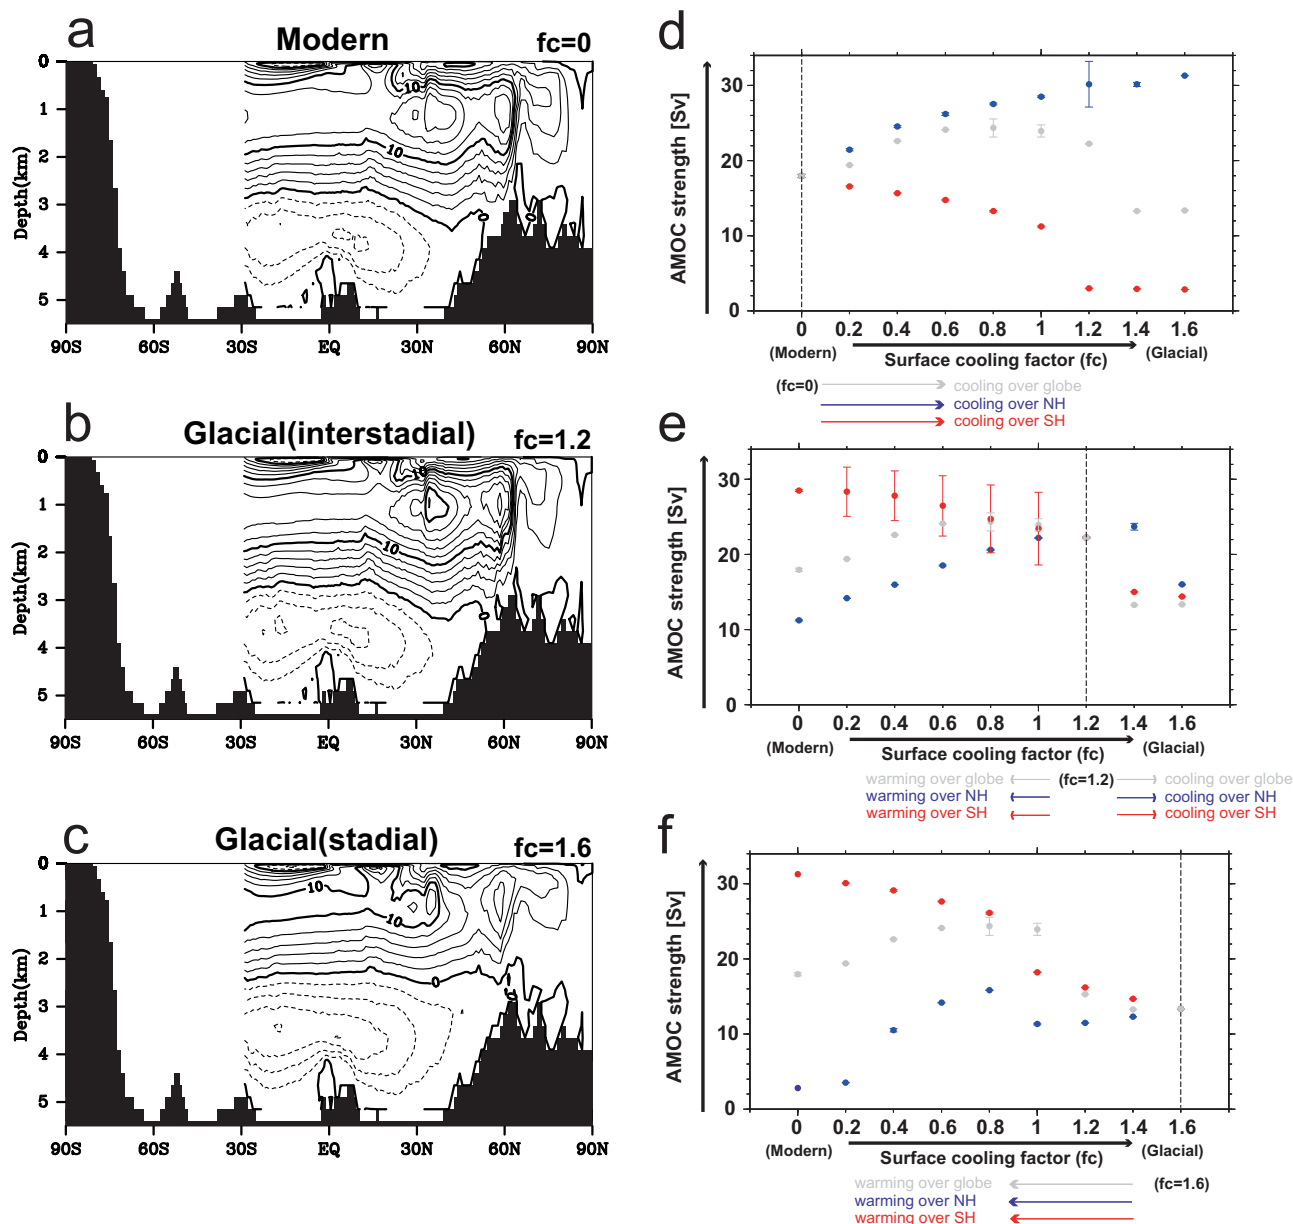 a
Modern
fc=0
0
1
2
3
4
5
Depth(km)
10
10
0
0
90S
60S
30S
EQ
30N
60N
90N
b
Glacial(interstadial)
fc=1.2
0
1
2
3
4
5
Depth(km)
10
10
0
90S
60S
30S
EQ
30N
60N
90N
c
Glacial(stadial)
fc=1.6
0
1
2
3
4
5
Depth(km)
10
10
0
0
90S
60S
30S
EQ
30N
60N
90N
d
AMOC strength [Sv]
30
20
10
0
0 0.2 0.4 0.6 0.8 1 1.2 1.4 1.6
(Modern) Surface cooling factor (fc) (Glacial)
(fc=0) cooling over globe
cooling over NH
cooling over SH
e
AMOC strength [Sv]
30
20
10
0
0 0.2 0.4 0.6 0.8 1 1.2 1.4 1.6
(Modern) Surface cooling factor (fc) (Glacial)
warming over globe (fc=1.2) cooling over globe
warming over NH cooling over NH
warming over SH cooling over SH
f
AMOC strength [Sv]
30
20
10
0
0 0.2 0.4 0.6 0.8 1 1.2 1.4 1.6
(Modern) Surface cooling factor (fc) (Glacial)
warming over globe (fc=1.6)
warming over NH
warming over SH